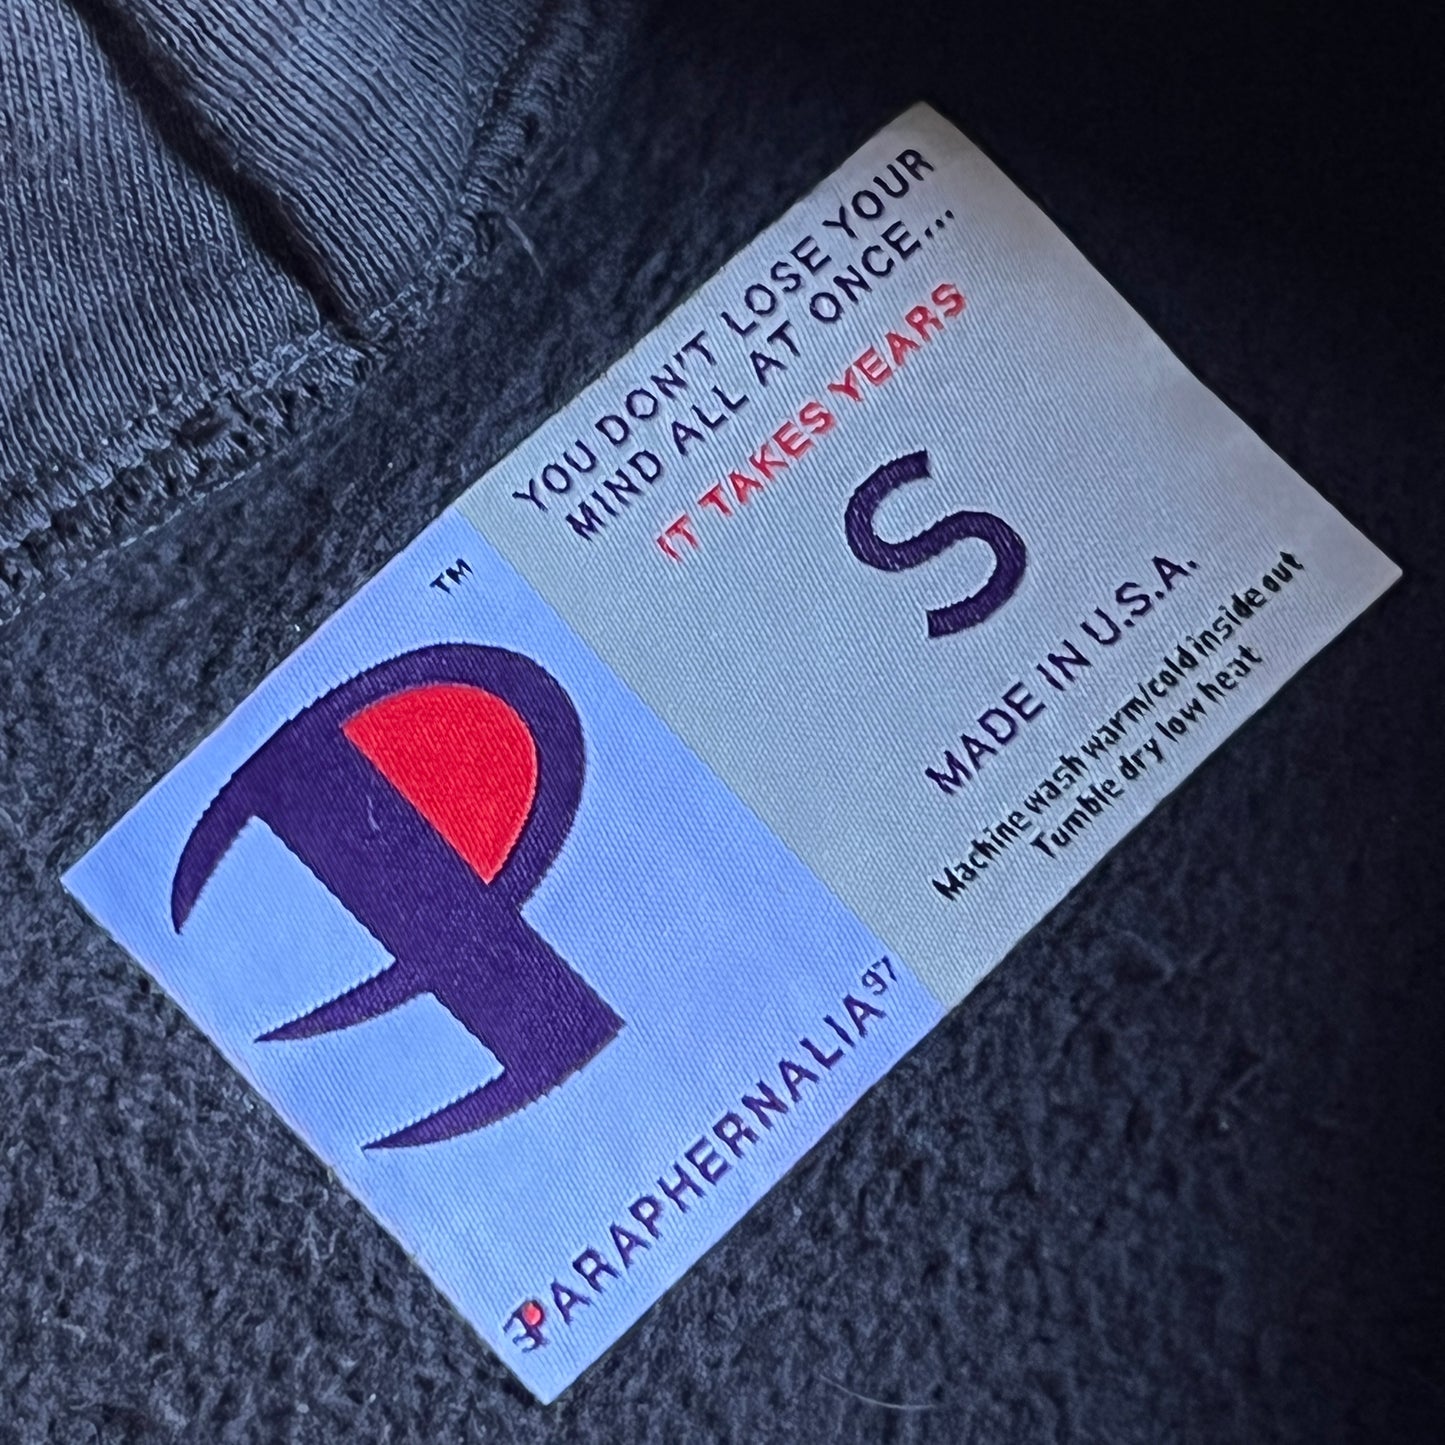 YOU DON'T LOSE YOUR
MIND ALL AT ONCE...
IT TAKES YEARS
S
MADE IN U.S.A.
Machine wash warm/cold inside out
Tumble dry low heat
TM
P
PARAPHERNALIA97